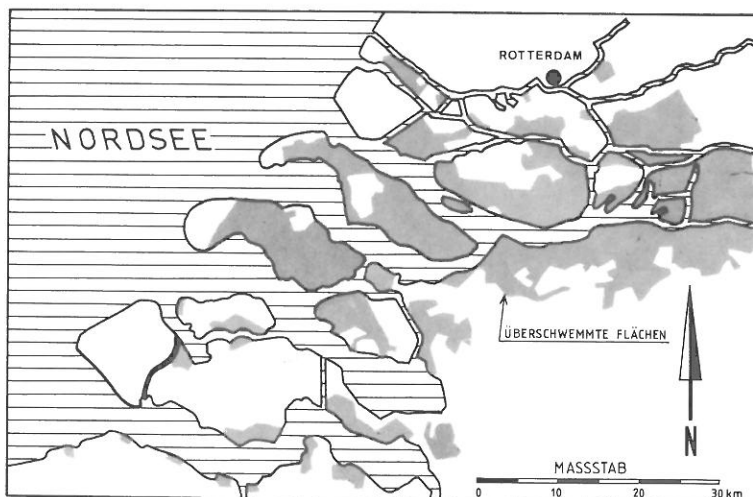 ROTTERDAM
NORDSEE
ÜBERSCHWEMMTE FLÄCHEN
N
MASSSTAB
0 10 20 30 km